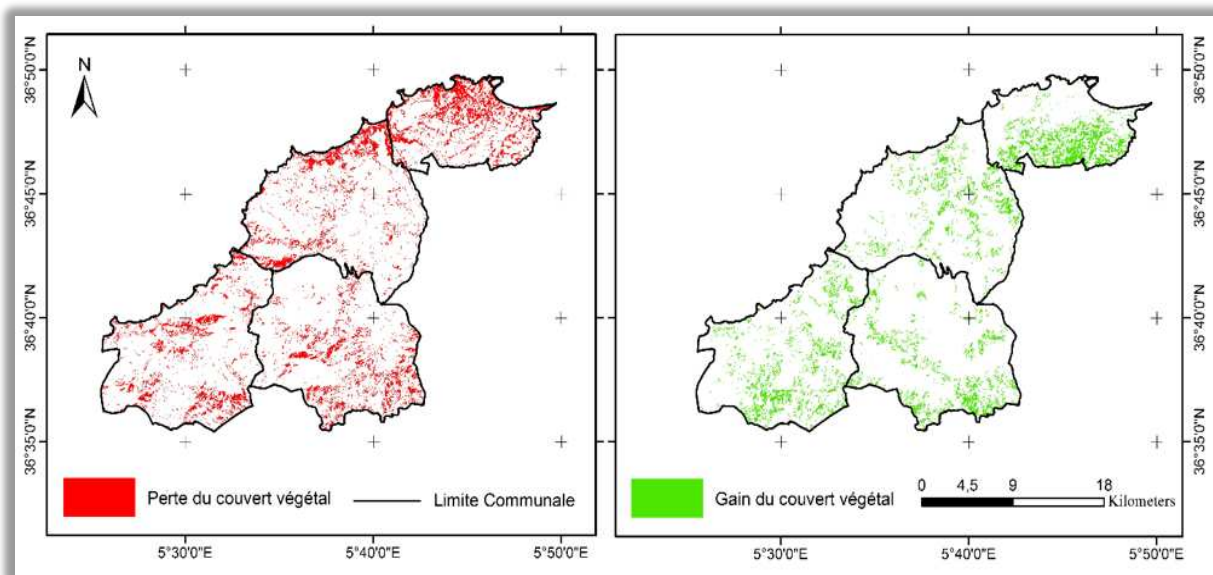 N
36°50'0"N
36°45'0"N
36°40'0"N
36°35'0"N
Perte du couvert végétal
Limite Communale
5°30'0"E
5°40'0"E
5°50'0"E
36°50'0"N
36°45'0"N
36°40'0"N
36°35'0"N
Gain du couvert végétal
0 4,5 9 18
Kilometers
5°30'0"E
5°40'0"E
5°50'0"E